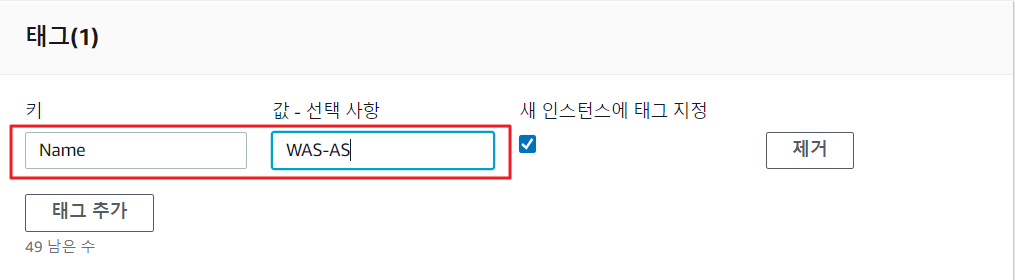 태그(1)
키 값 - 선택 사항 새 인스턴스에 태그 지정
Name WAS-AS 제거
태그 추가
49 남은 수